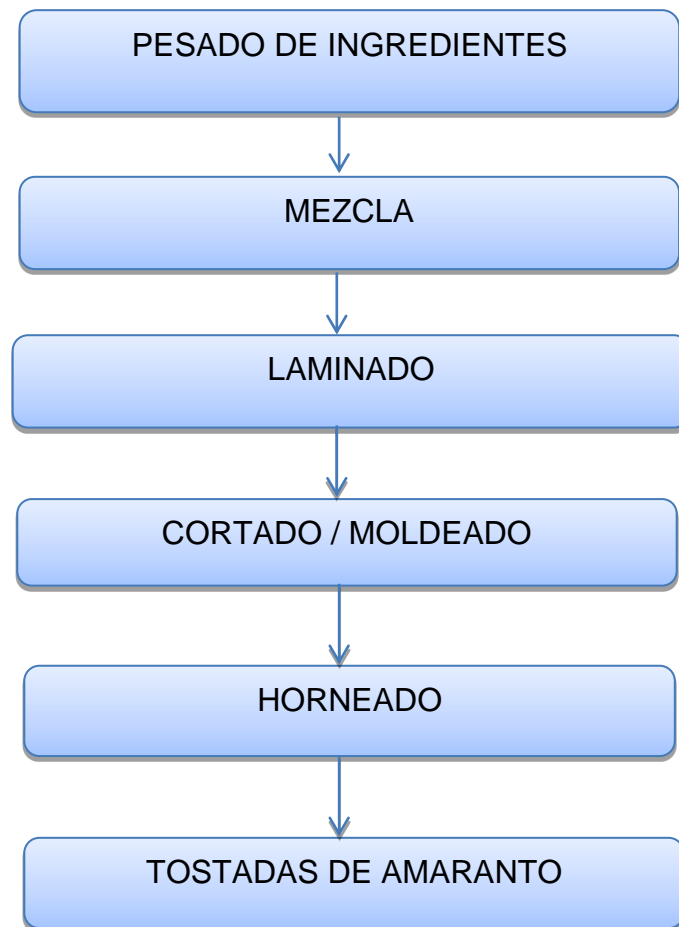 PESADO DE INGREDIENTES
MEZCLA
LAMINADO
CORTADO / MOLDEADO
HORNEADO
TOSTADAS DE AMARANTO